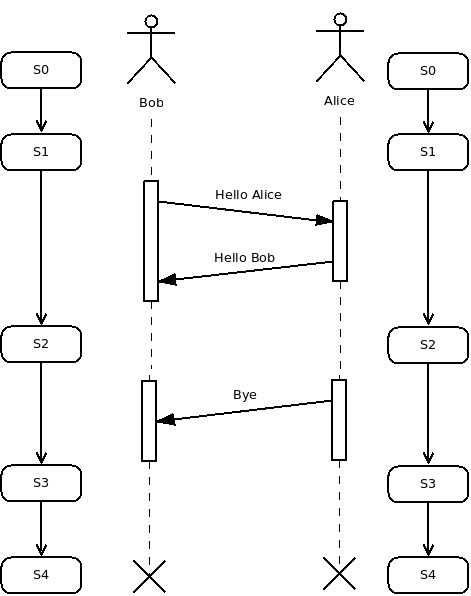 S0
S0
Bob
Alice
S1
S1
Hello Alice
Hello Bob
S2
S2
Bye
S3
S3
S4
S4